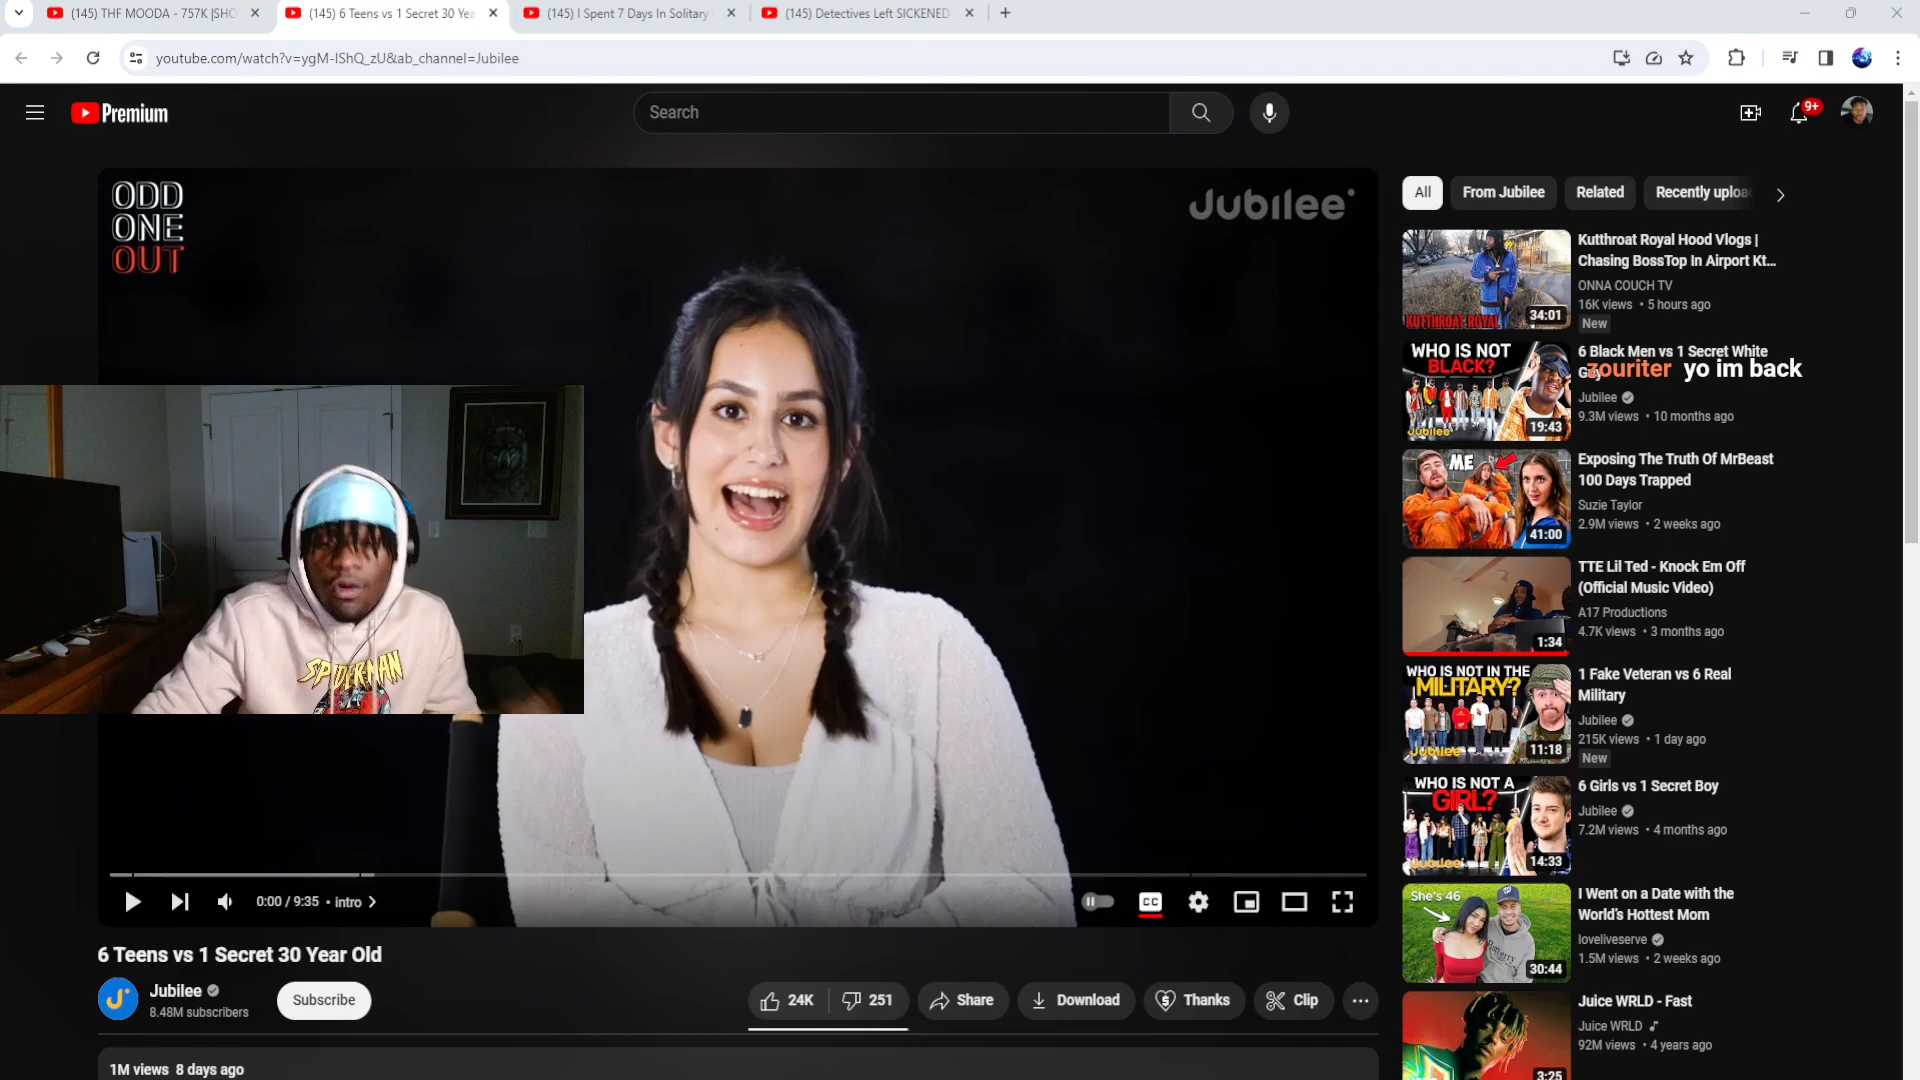 (145) THF MOODA - 757K |SHO
(145) 6 Teens vs 1 Secret 30 Yea
(145) I Spent 7 Days In Solitary
(145) Detectives Left SICKENED
youtube.com/watch?v=ygM-IShQ_zU&ab_channel=Jubilee
Premium
Search
9+
ODD
ONE
OUT
Jubilee
SPIDER-MAN
0:00 / 9:35 • intro
CC
6 Teens vs 1 Secret 30 Year Old
Jubilee
8.48M subscribers
Subscribe
24K
251
Share
Download
Thanks
Clip
1M views 8 days ago
All
From Jubilee
Related
Recently uploa
KUTTHROAT ROYAL
34:01
Kutthroat Royal Hood Vlogs |
Chasing BossTop In Airport Kt...
ONNA COUCH TV
16K views • 5 hours ago
New
WHO IS NOT
BLACK?
Jubilee
19:43
6 Black Men vs 1 Secret White
Guy
zouriter yo im back
Jubilee
9.3M views • 10 months ago
ME
41:00
Exposing The Truth Of MrBeast
100 Days Trapped
Suzie Taylor
2.9M views • 2 weeks ago
1:34
TTE Lil Ted - Knock Em Off
(Official Music Video)
A17 Productions
4.7K views • 3 months ago
WHO IS NOT IN THE
MILITARY?
Jubilee
11:18
1 Fake Veteran vs 6 Real
Military
Jubilee
215K views • 1 day ago
New
WHO IS NOT A
GIRL?
Jubilee
14:33
6 Girls vs 1 Secret Boy
Jubilee
7.2M views • 4 months ago
She's 46
30:44
I Went on a Date with the
World's Hottest Mom
loveliveserve
1.5M views • 2 weeks ago
3:25
Juice WRLD - Fast
Juice WRLD
92M views • 4 years ago